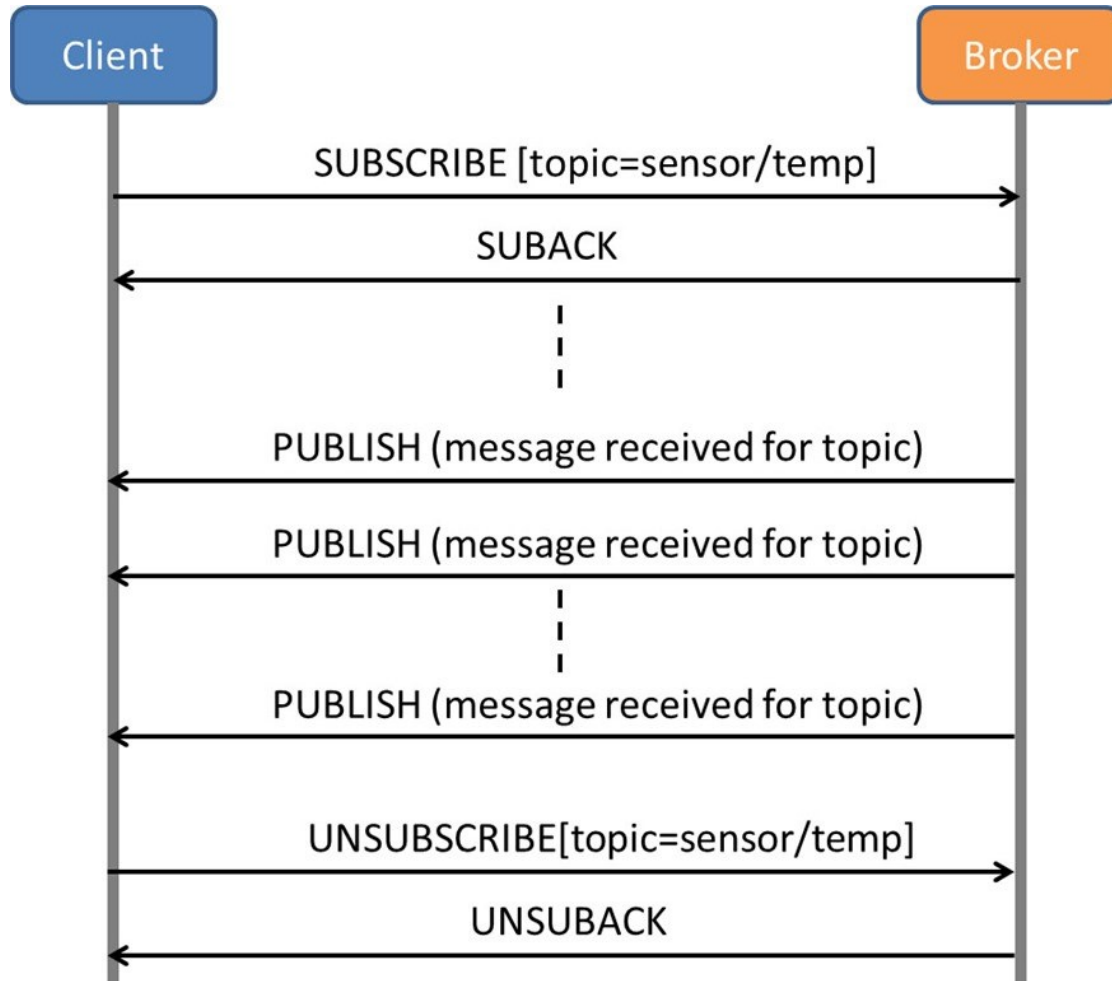 Client
Broker
SUBSCRIBE [topic=sensor/temp]
SUBACK
PUBLISH (message received for topic)
PUBLISH (message received for topic)
PUBLISH (message received for topic)
UNSUBSCRIBE[topic=sensor/temp]
UNSUBACK